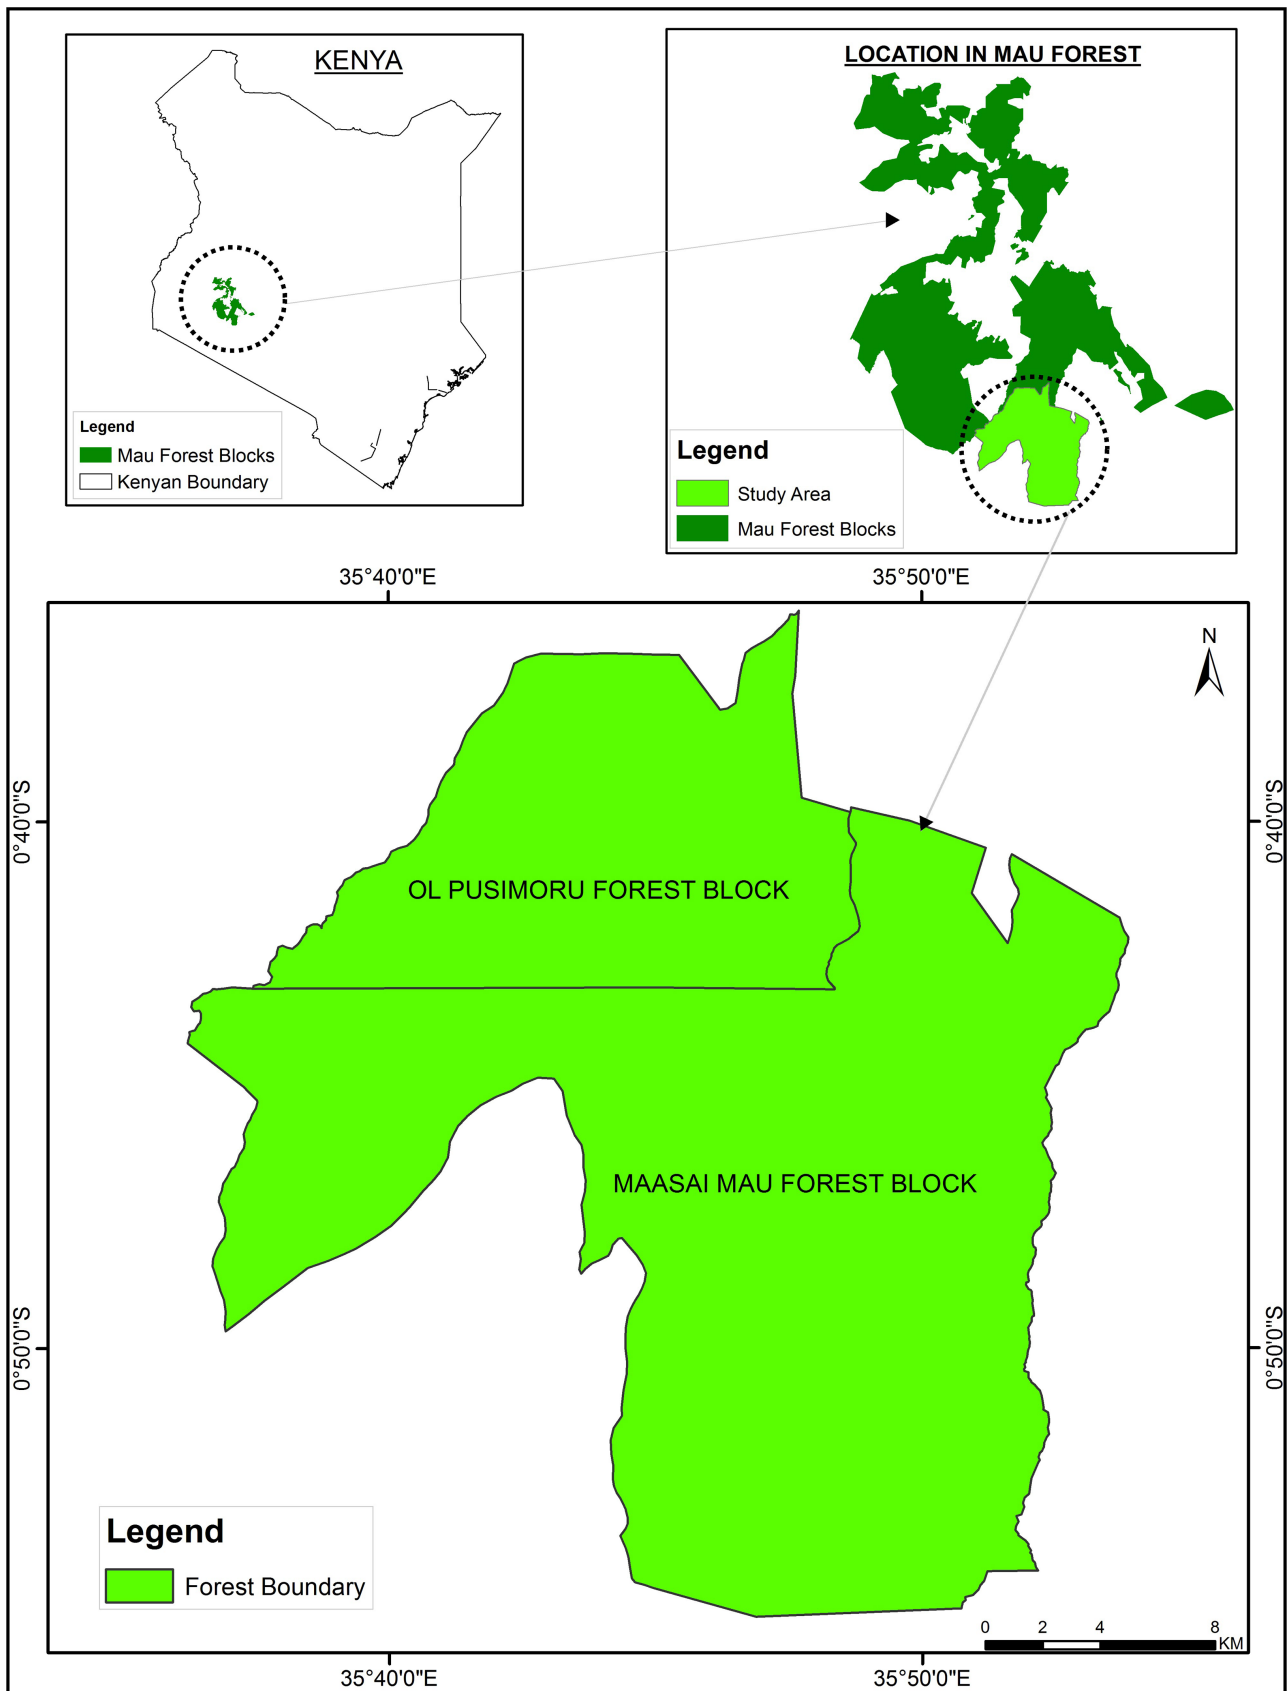 KENYA
Legend
Mau Forest Blocks
Kenyan Boundary
LOCATION IN MAU FOREST
Legend
Study Area
Mau Forest Blocks
35°40'0"E
35°50'0"E
N
0°40'0"S
0°40'0"S
OL PUSIMORU FOREST BLOCK
MAASAI MAU FOREST BLOCK
0°50'0"S
0°50'0"S
Legend
Forest Boundary
0 2 4 8
KM
35°40'0"E
35°50'0"E